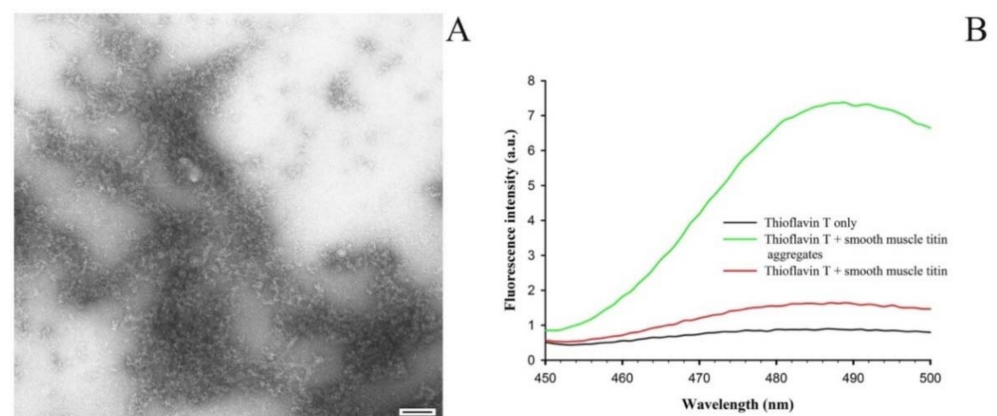 A
B
8
7
6
5
4
3
2
1
0
Fluorescence intensity (a.u.)
Thioflavin T only
Thioflavin T + smooth muscle titin
aggregates
Thioflavin T + smooth muscle titin
450 460 470 480 490 500
Wavelength (nm)